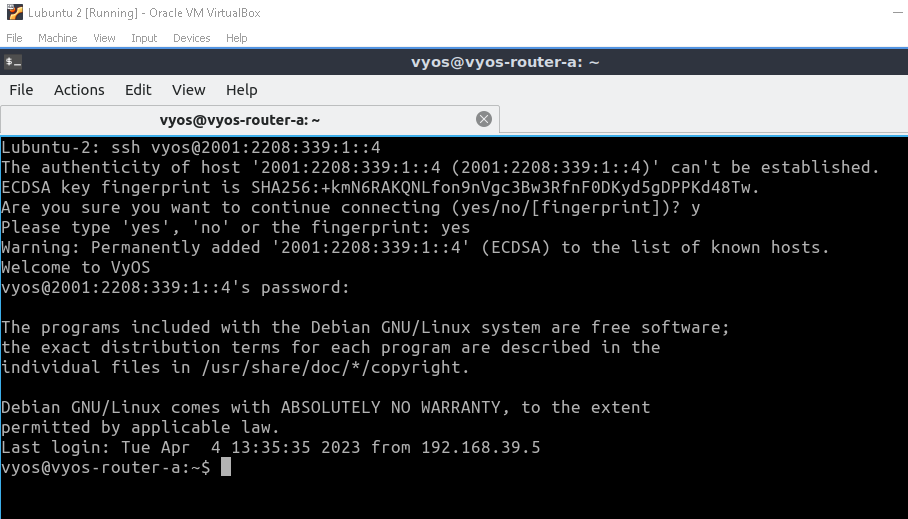 Lubuntu 2 [Running] - Oracle VM VirtualBox
File Machine View Input Devices Help
vyos@vyos-router-a: ~
File Actions Edit View Help
vyos@vyos-router-a: ~
Lubuntu-2: ssh vyos@2001:2208:339:1::4
The authenticity of host '2001:2208:339:1::4 (2001:2208:339:1::4)' can't be established.
ECDSA key fingerprint is SHA256:+kmN6RAKQNLfon9nVgc3Bw3RfnF0DKyd5gDPPKd48Tw.
Are you sure you want to continue connecting (yes/no/[fingerprint])? y
Please type 'yes', 'no' or the fingerprint: yes
Warning: Permanently added '2001:2208:339:1::4' (ECDSA) to the list of known hosts.
Welcome to VyOS
vyos@2001:2208:339:1::4's password:
The programs included with the Debian GNU/Linux system are free software;
the exact distribution terms for each program are described in the
individual files in /usr/share/doc/*/copyright.
Debian GNU/Linux comes with ABSOLUTELY NO WARRANTY, to the extent
permitted by applicable law.
Last login: Tue Apr  4 13:35:35 2023 from 192.168.39.5
vyos@vyos-router-a:~$